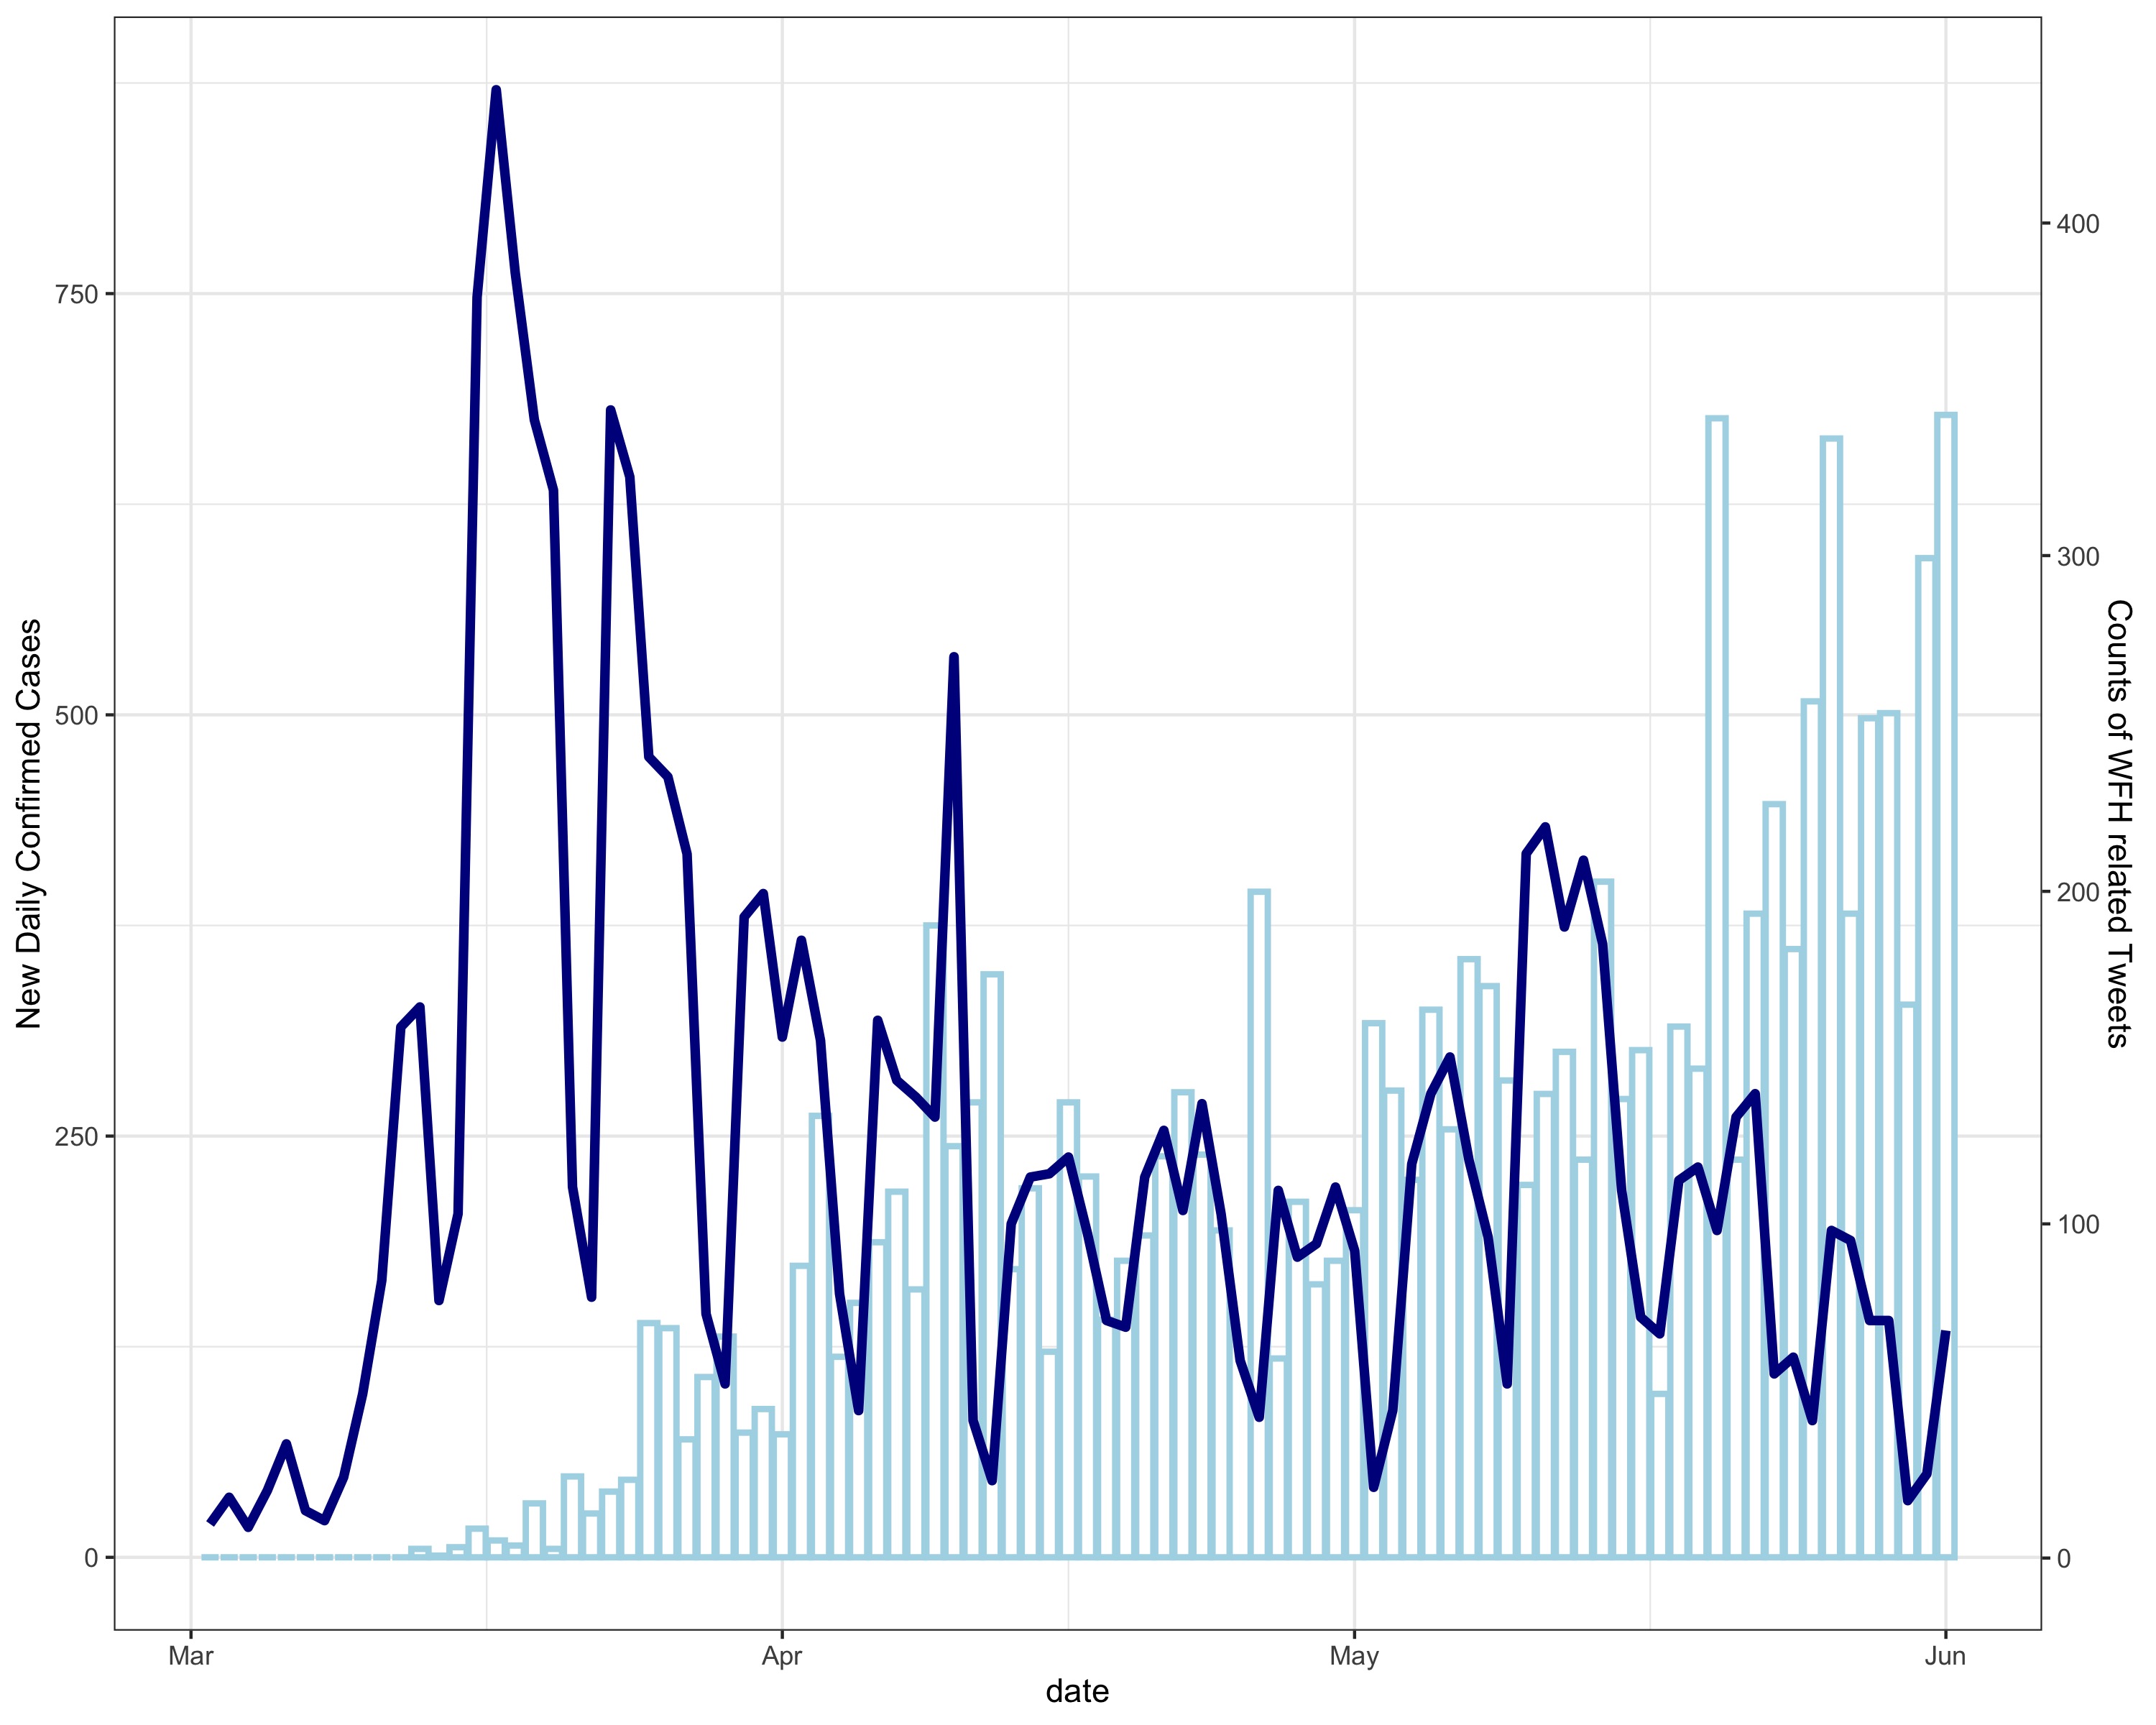 New Daily Confirmed Cases
750
500
250
0
400
300
200
100
0
Counts of WFH related Tweets
Mar
Apr
May
Jun
date